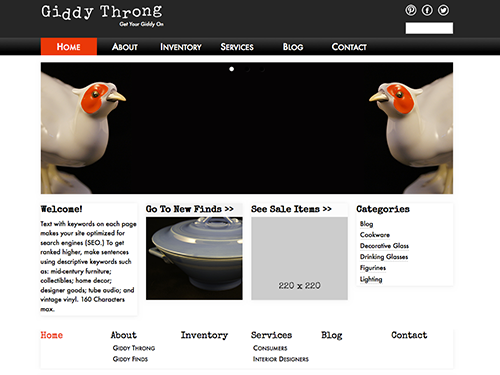 Giddy Throng
Get Your Giddy On
Home About Inventory Services Blog Contact
Welcome!
Text with keywords on each page
makes your site optimized for
search engines (SEO.) To get
ranked higher, make sentences
using descriptive keywords such
as: mid-century furniture;
collectibles; home decor;
designer goods; tube audio; and
vintage vinyl. 160 Characters
max.
Go To New Finds >>
See Sale Items >>
220 x 220
Categories
Blog
Cookware
Decorative Glass
Drinking Glasses
Figurines
Lighting
Home About Inventory Services Blog Contact
Giddy Throng
Giddy Finds
Consumers
Interior Designers